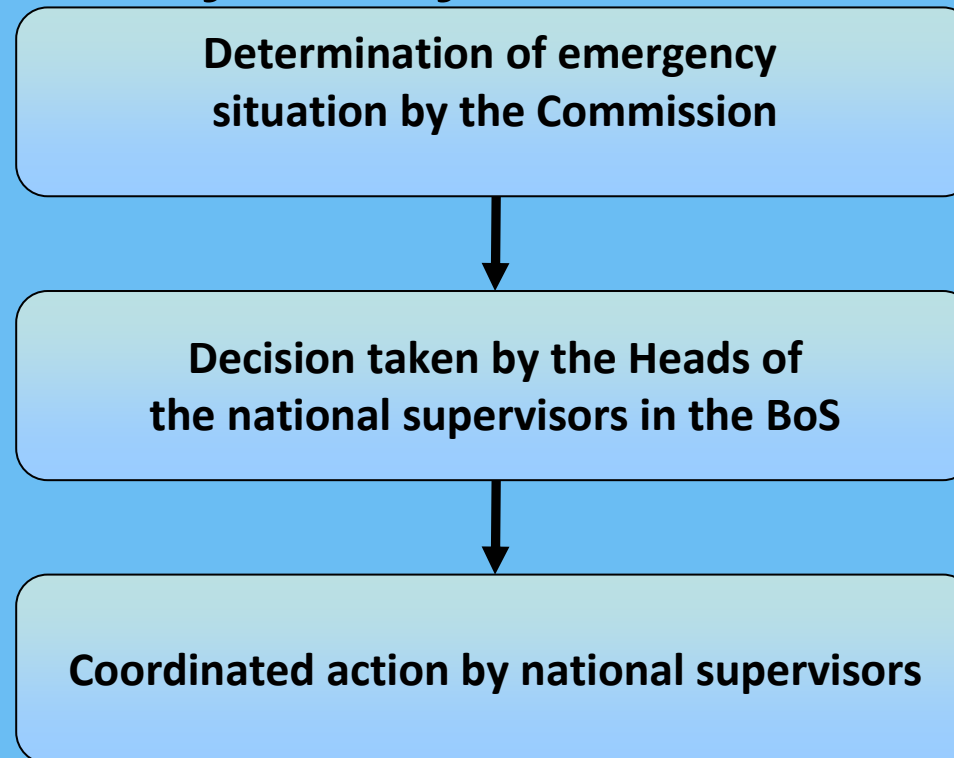 Determination of emergency
situation by the Commission
Decision taken by the Heads of
the national supervisors in the BoS
Coordinated action by national supervisors